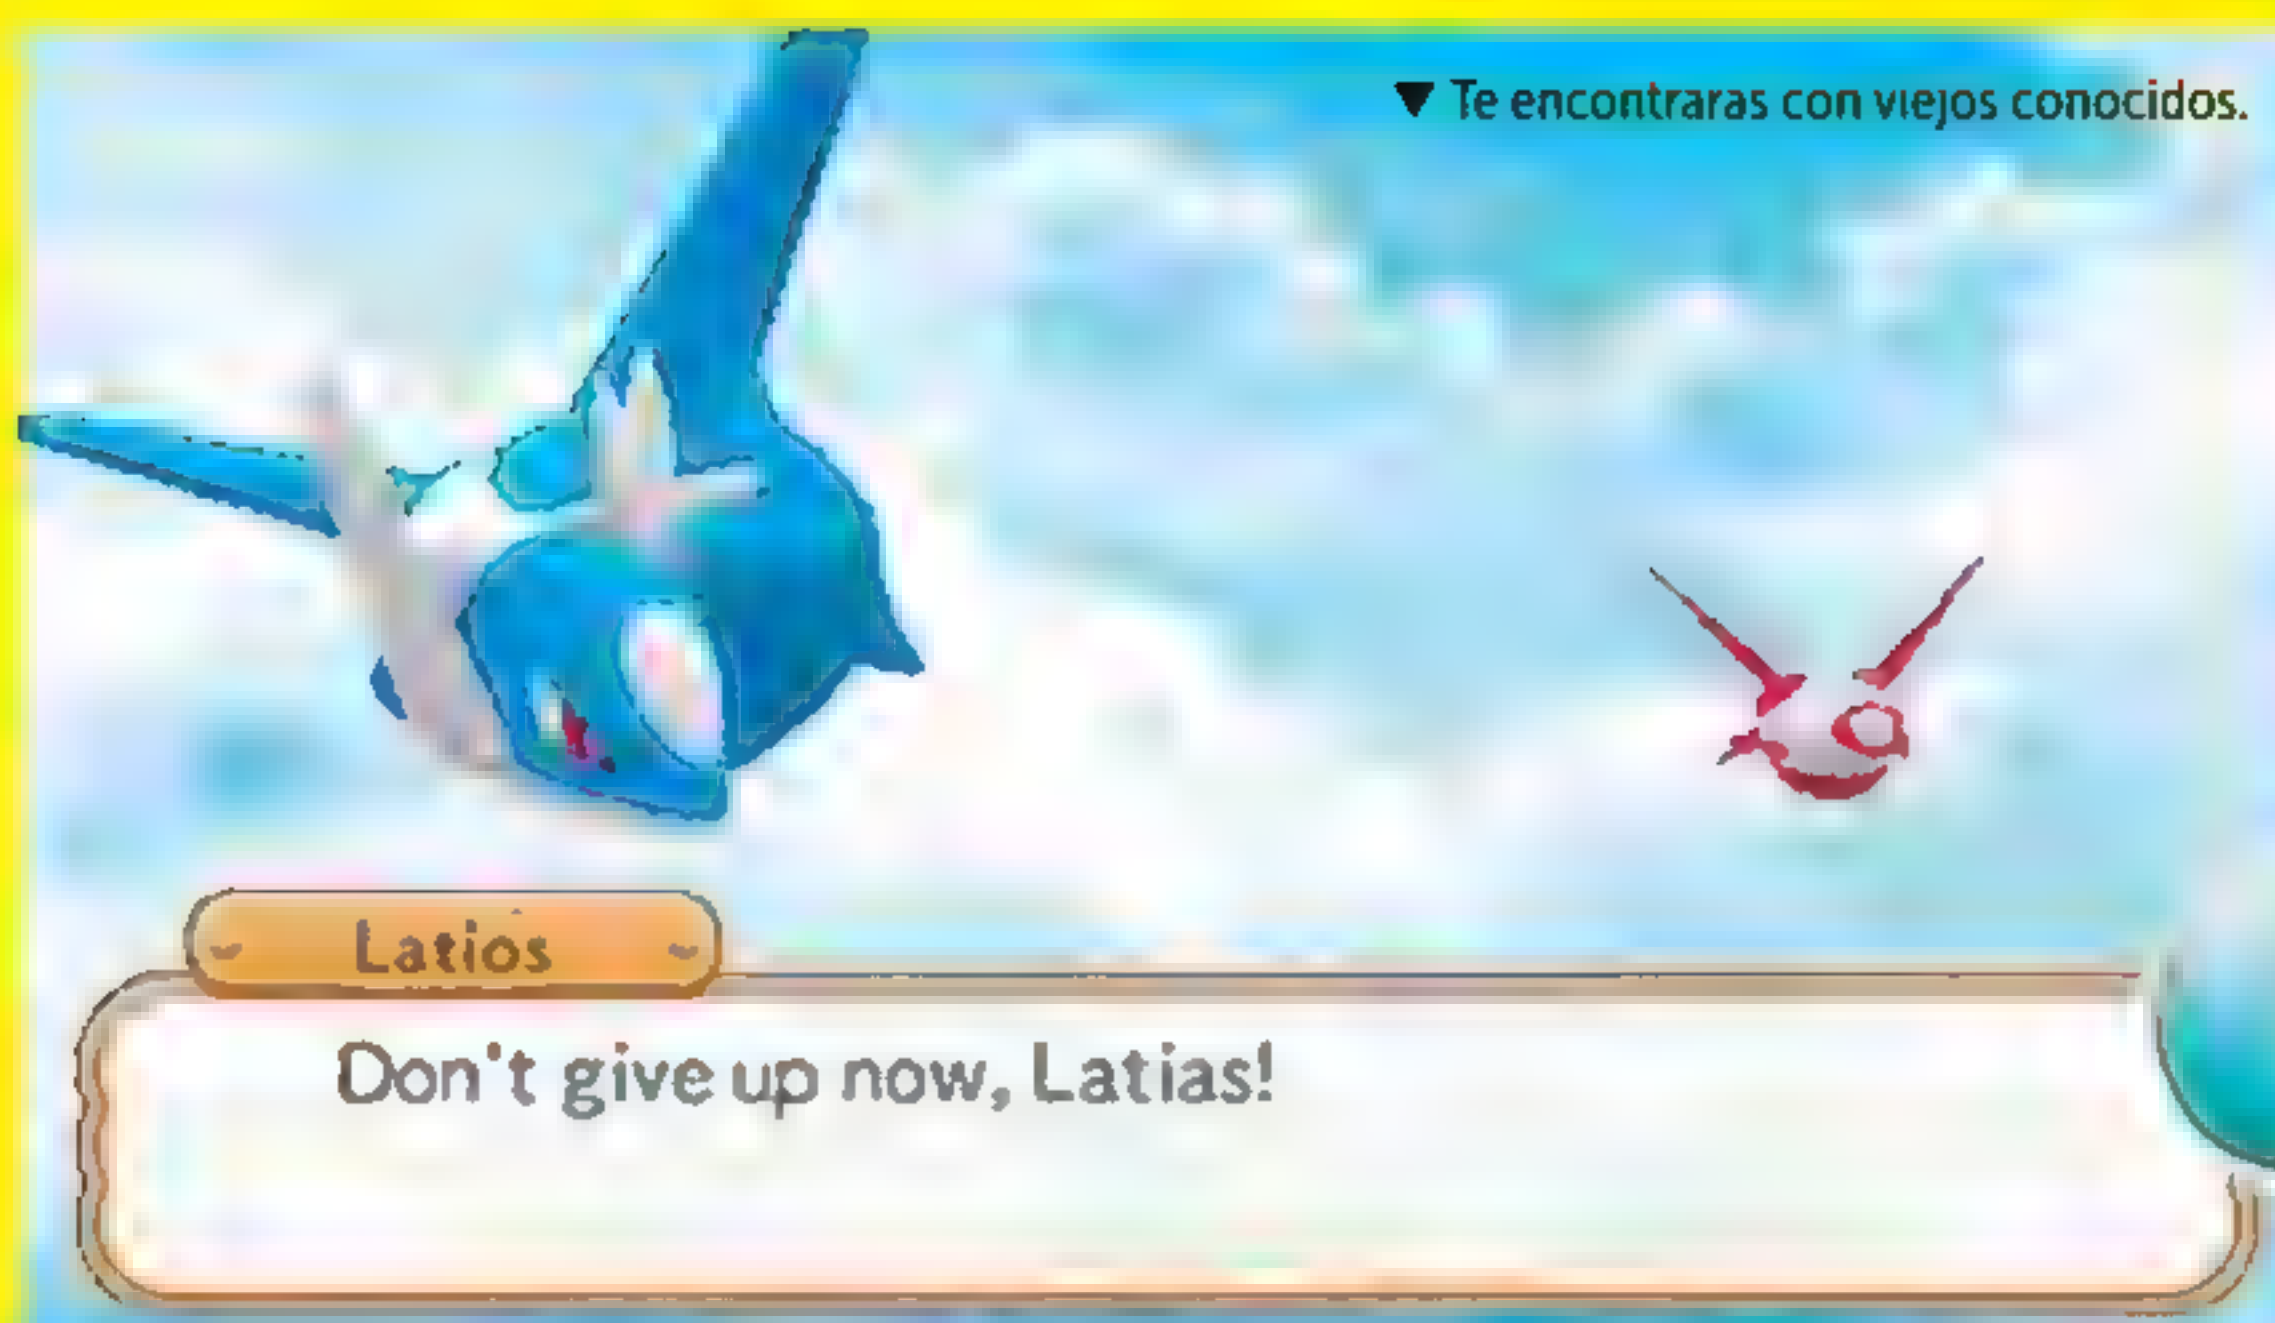 ▼ Te encontraras con viejos conocidos.
Latios
Don't give up now, Latias!